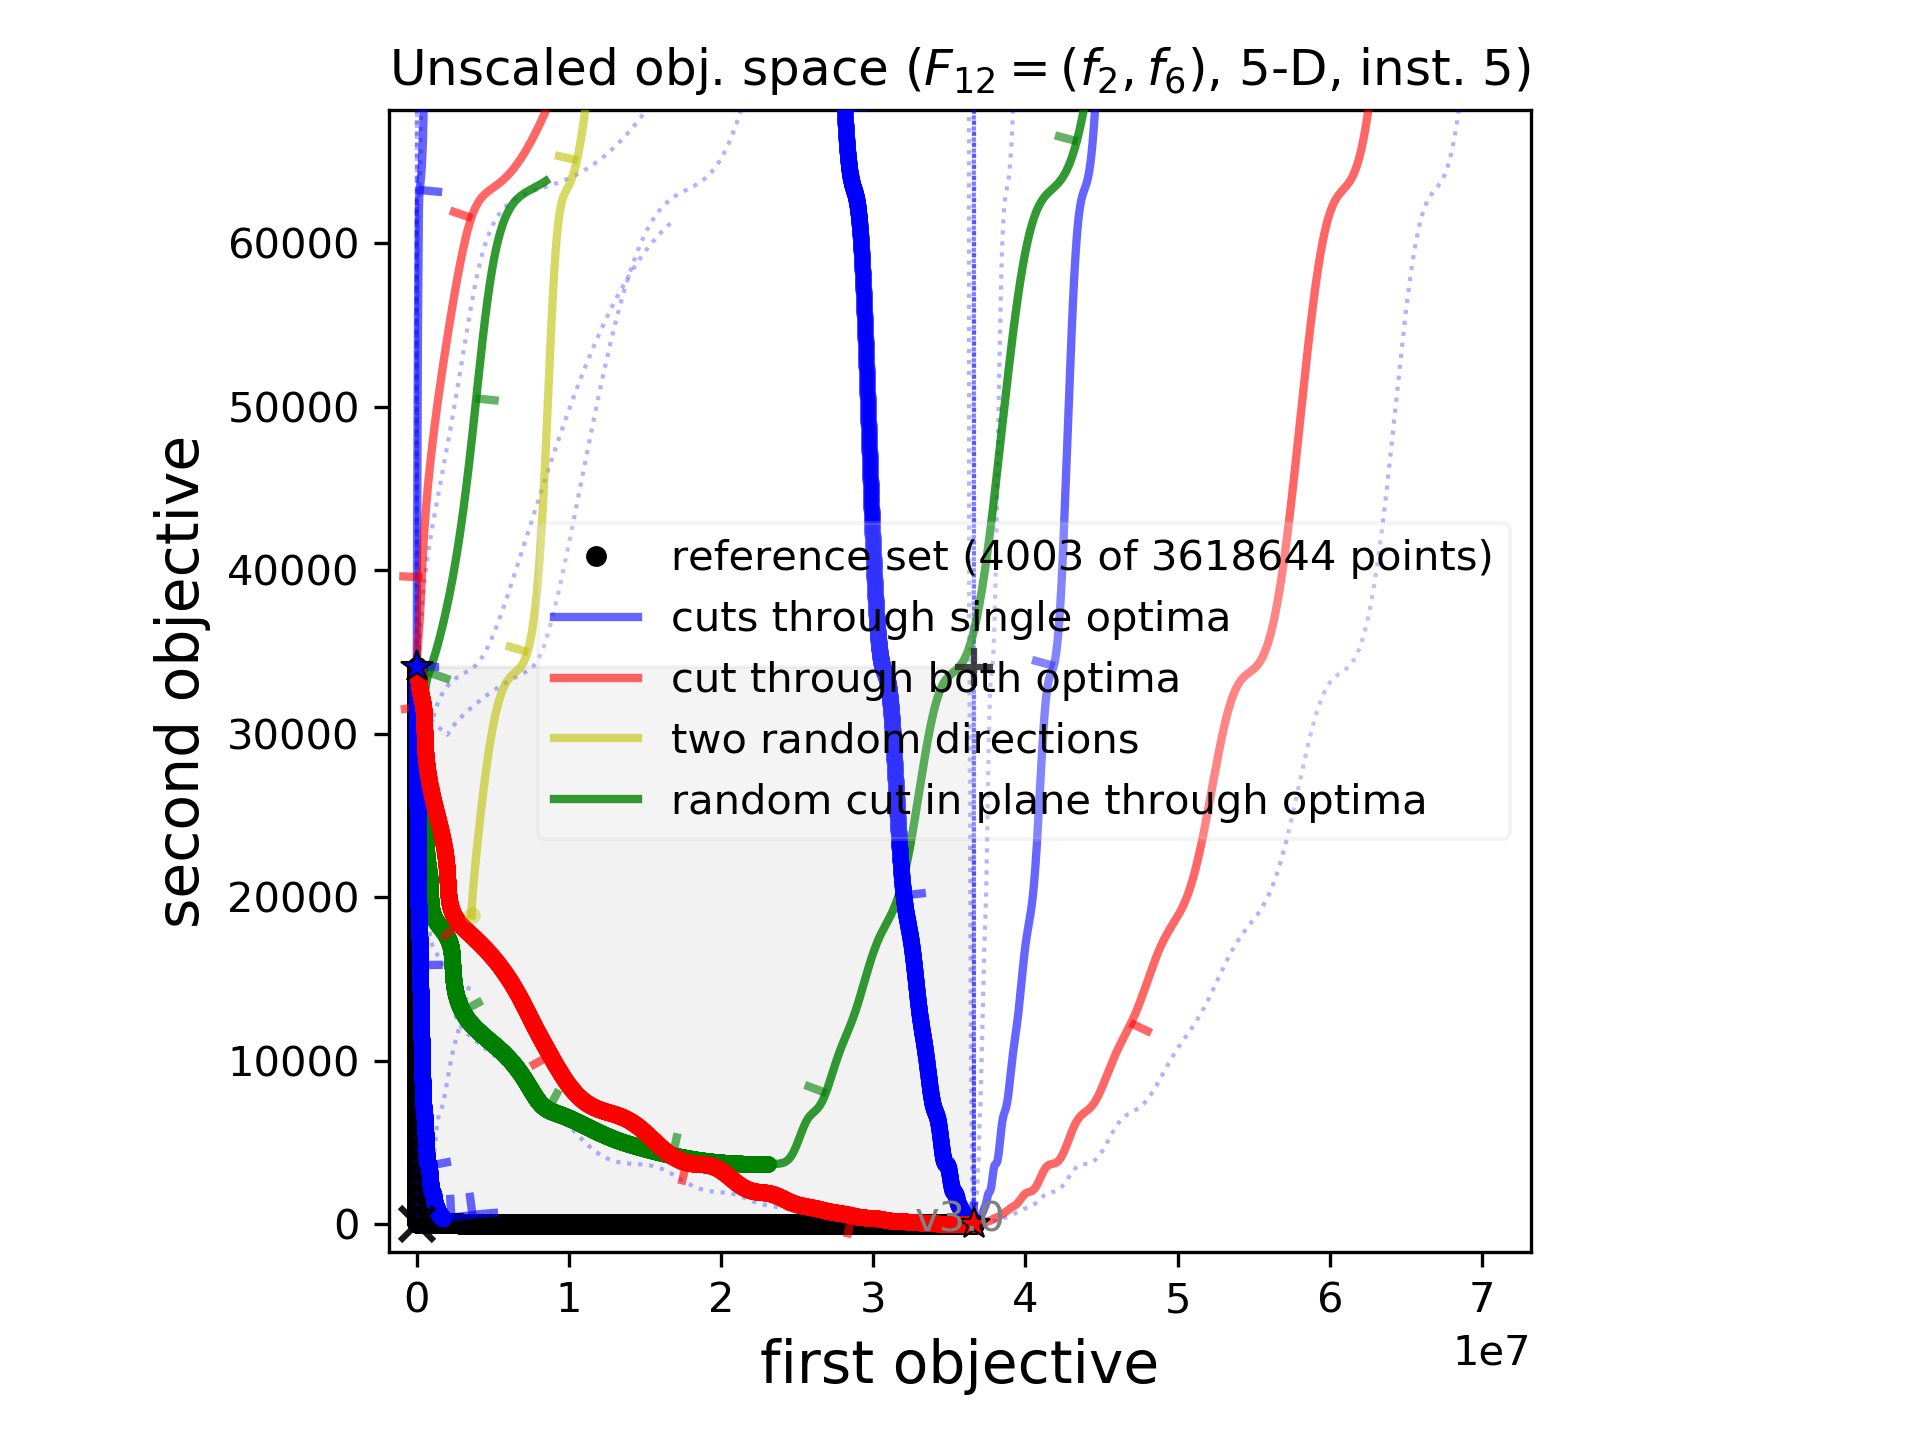 Unscaled obj. space (F12 = (f2, f6), 5-D, inst. 5)
second objective
60000
50000
40000
30000
20000
10000
0
reference set (4003 of 3618644 points)
cuts through single optima
cut through both optima
two random directions
random cut in plane through optima
v3.0
0 1 2 3 4 5 6 7
1e7
first objective